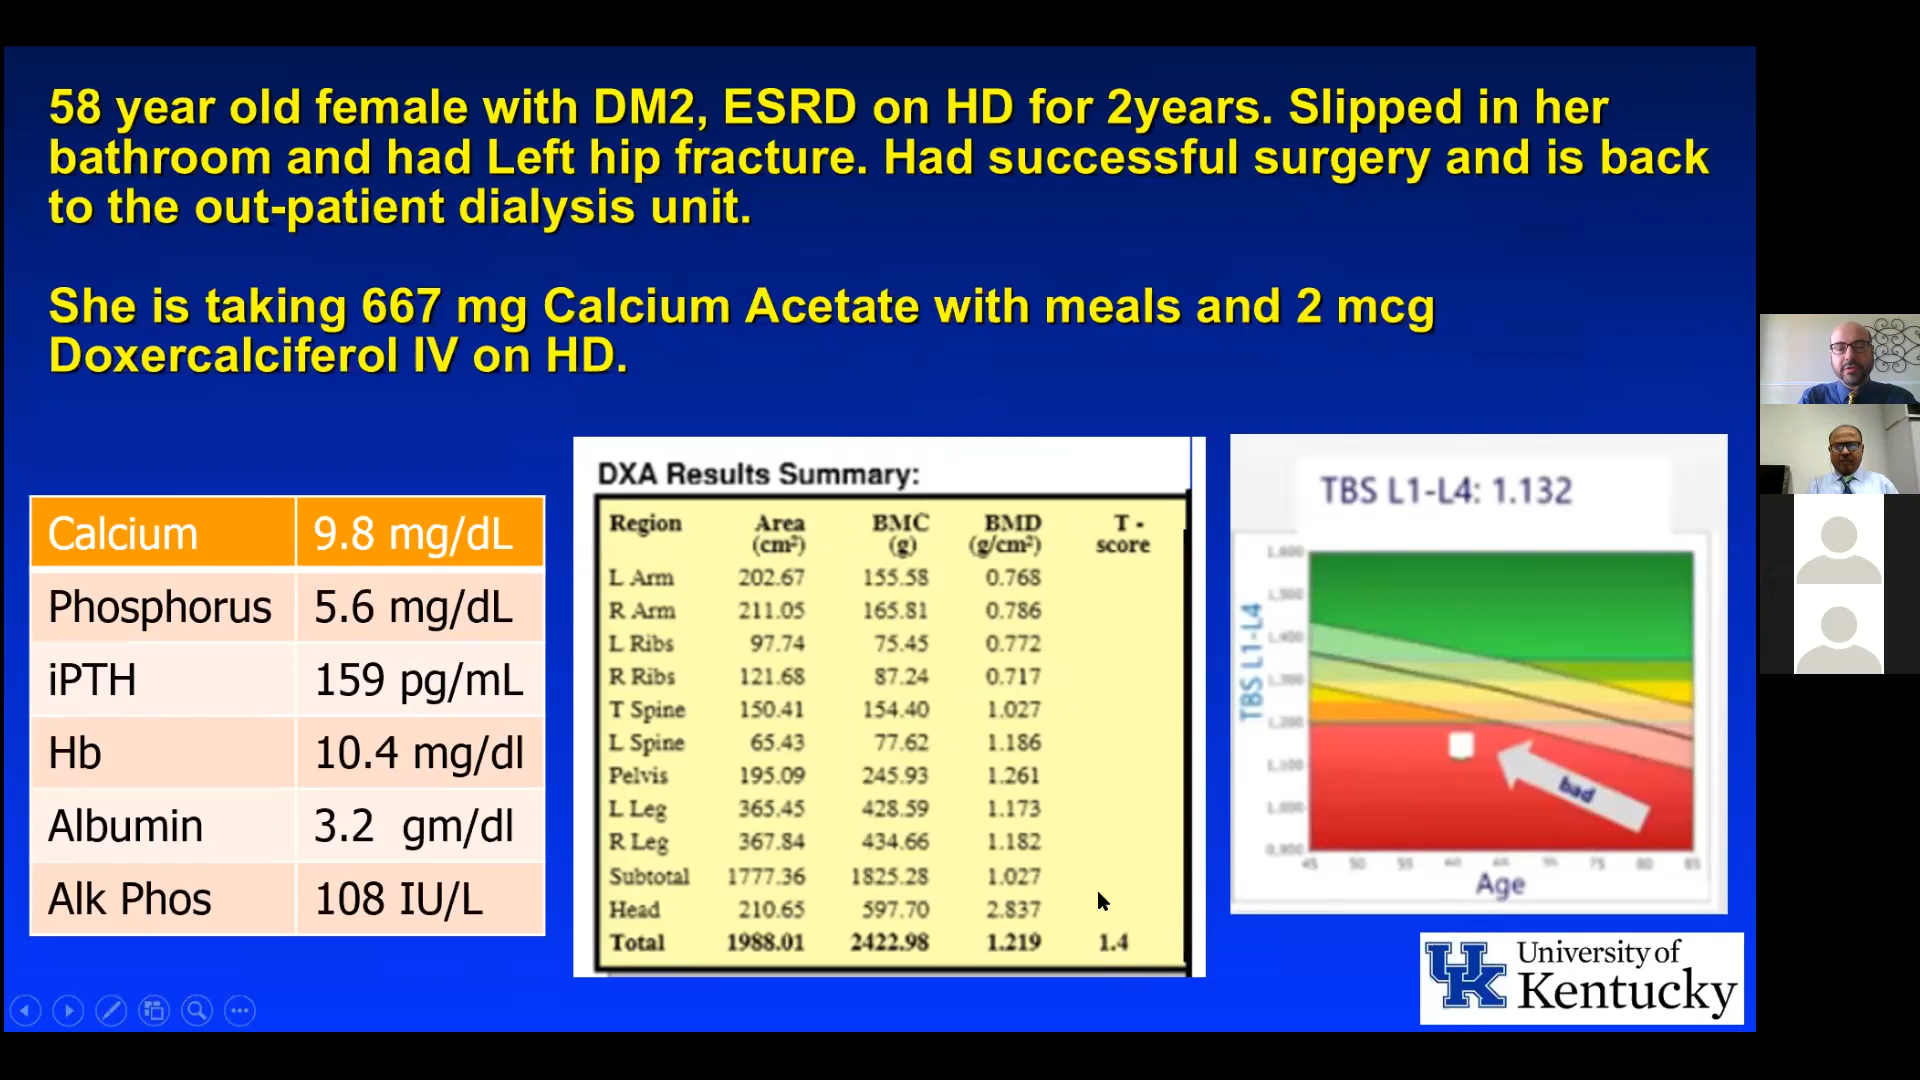 58 year old female with DM2, ESRD on HD for 2years. Slipped in her
bathroom and had Left hip fracture. Had successful surgery and is back
to the out-patient dialysis unit.
She is taking 667 mg Calcium Acetate with meals and 2 mcg
Doxercalciferol IV on HD.
Calcium 9.8 mg/dL
Phosphorus 5.6 mg/dL
iPTH 159 pg/mL
Hb 10.4 mg/dl
Albumin 3.2 gm/dl
Alk Phos 108 IU/L
DXA Results Summary:
Region Area BMC BMD T -
(cm²) (g) (g/cm²) score
L Arm 202.67 155.58 0.768
R Arm 211.05 165.81 0.786
L Ribs 97.74 75.45 0.772
R Ribs 121.68 87.24 0.717
T Spine 150.41 154.40 1.027
L Spine 65.43 77.62 1.186
Pelvis 195.09 245.93 1.261
L Leg 365.45 428.59 1.173
R Leg 367.84 434.66 1.182
Subtotal 1777.36 1825.28 1.027
Head 210.65 597.70 2.837
Total 1988.01 2422.98 1.219 1.4
TBS L1-L4: 1.132
TBS L1-L4
1.600
1.500
1.400
1.300
1.200
1.100
1.000
0.900
bad
45 50 55 60 65 70 75 80 85
Age
UK
University of
Kentucky